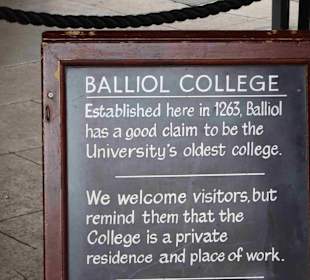 BALLIOL COLLEGE
Established here in 1263, Balliol
has a good claim to be the
University's oldest college.
We welcome visitors, but
remind them that the
College is a private
residence and place of work.